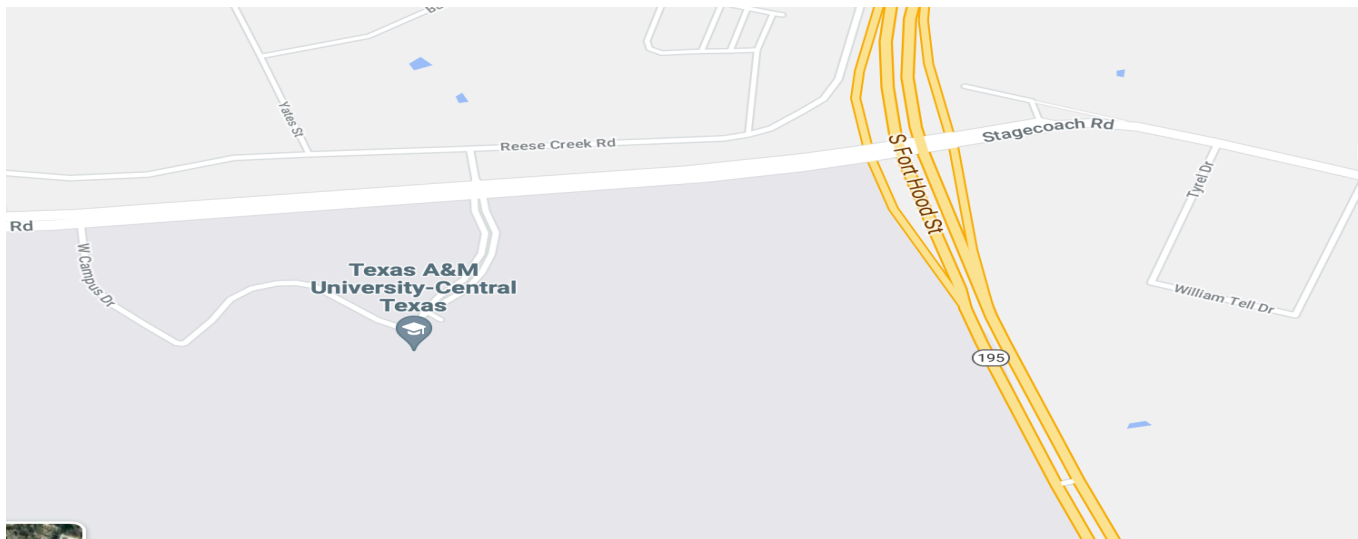 Yates St
Reese Creek Rd
Stagecoach Rd
S Fort Hood St
Tyrel Dr
Rd
W Campus Dr
Texas A&M
University-Central
Texas
William Tell Dr
195